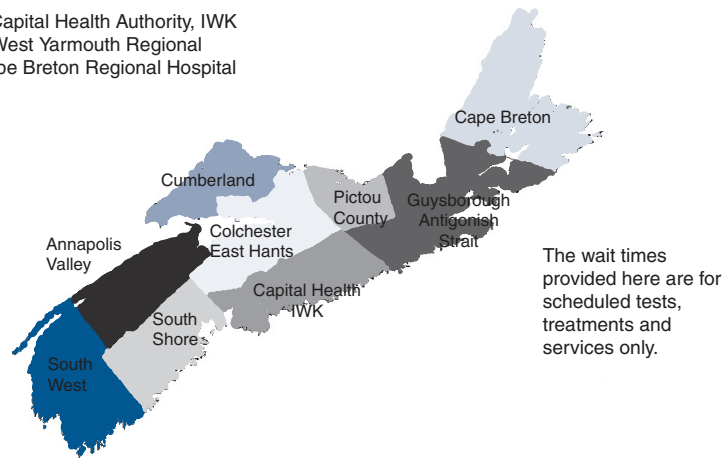 Capital Health Authority, IWK
West Yarmouth Regional
Breton Regional Hospital
Cape Breton
Cumberland
Pictou
County
Guysborough
Antigonish
Strait
Colchester
East Hants
Annapolis
Valley
Capital Health
IWK
South
Shore
South
West
The wait times
provided here are for
scheduled tests,
treatments and
services only.